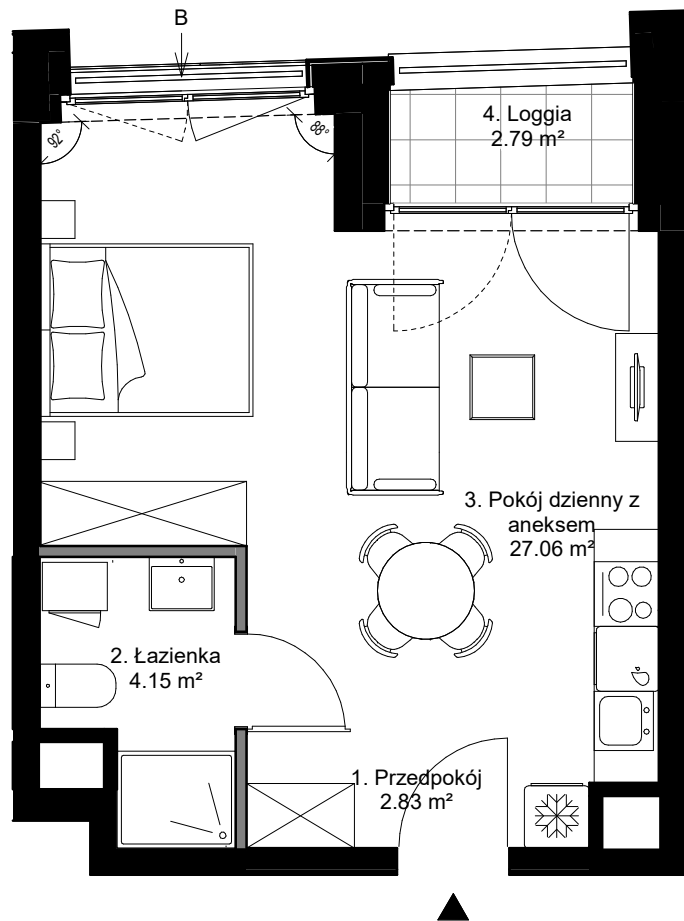 B
4. Loggia
2.79 m²
92°
88°
3. Pokój dzienny z
aneksem
27.06 m²
2. Łazienka
4.15 m²
1. Przedpokój
2.83 m²